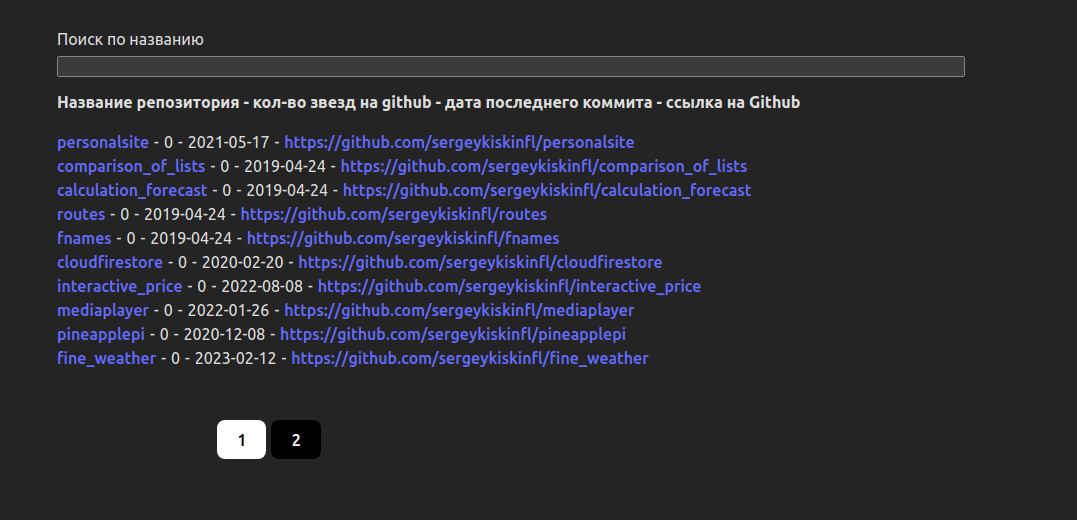 Поиск по названию
Название репозитория - кол-во звезд на github - дата последнего коммита - ссылка на Github
personalsite - 0 - 2021-05-17 - https://github.com/sergeykiskinfl/personalsite
comparison_of_lists - 0 - 2019-04-24 - https://github.com/sergeykiskinfl/comparison_of_lists
calculation_forecast - 0 - 2019-04-24 - https://github.com/sergeykiskinfl/calculation_forecast
routes - 0 - 2019-04-24 - https://github.com/sergeykiskinfl/routes
fnames - 0 - 2019-04-24 - https://github.com/sergeykiskinfl/fnames
cloudfirestore - 0 - 2020-02-20 - https://github.com/sergeykiskinfl/cloudfirestore
interactive_price - 0 - 2022-08-08 - https://github.com/sergeykiskinfl/interactive_price
mediaplayer - 0 - 2022-01-26 - https://github.com/sergeykiskinfl/mediaplayer
pineapplepi - 0 - 2020-12-08 - https://github.com/sergeykiskinfl/pineapplepi
fine_weather - 0 - 2023-02-12 - https://github.com/sergeykiskinfl/fine_weather
1 2